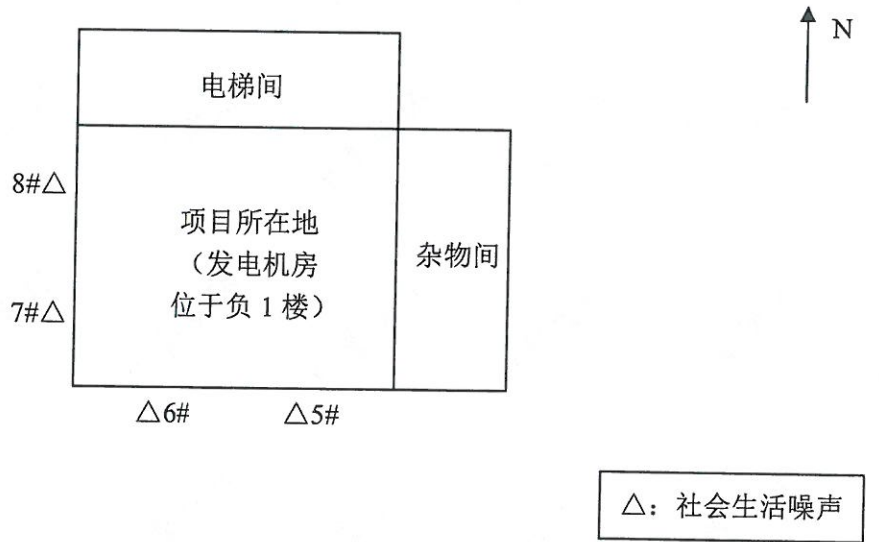 N
电梯间
8#△
项目所在地
（发电机房
位于负 1 楼）
杂物间
7#△
△6#
△5#
△：社会生活噪声